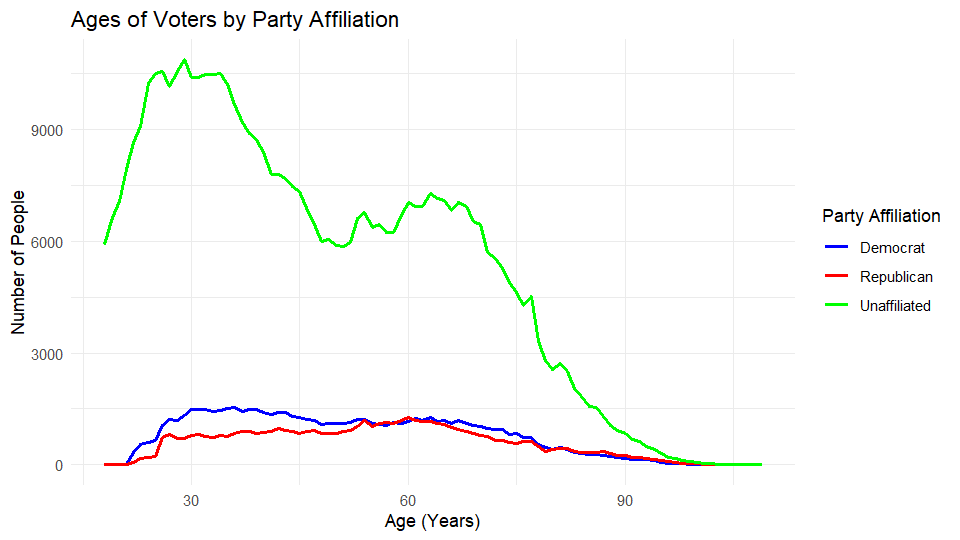 Ages of Voters by Party Affiliation
Number of People
9000
6000
3000
0
30
60
90
Age (Years)
Party Affiliation
Democrat
Republican
Unaffiliated